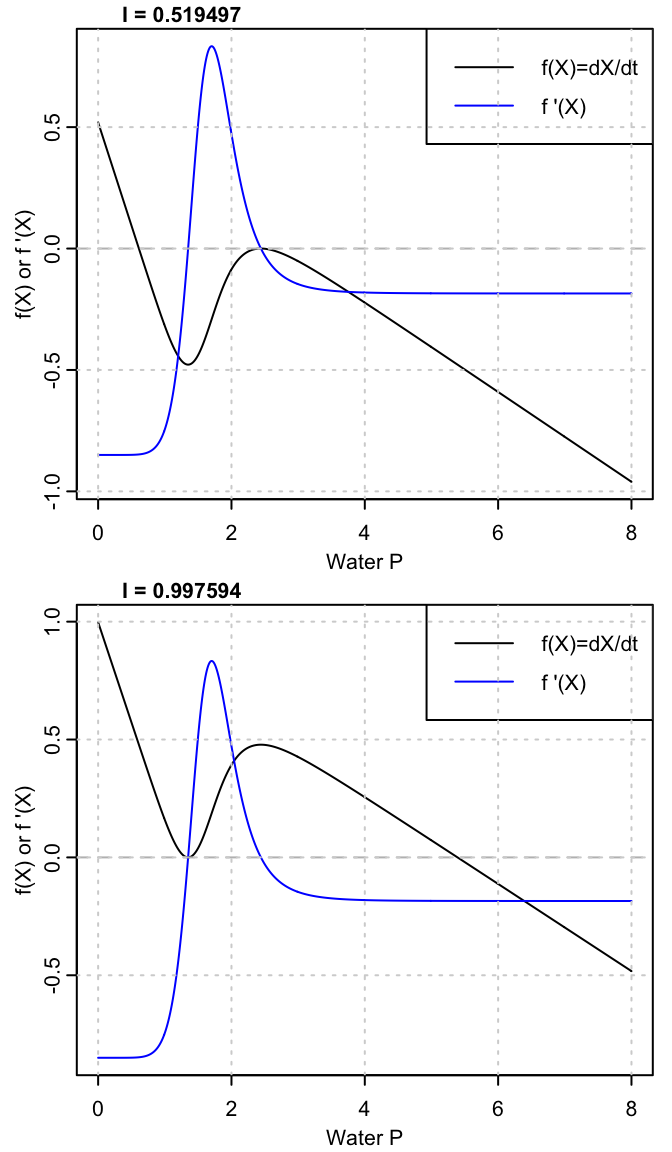 I = 0.519497
f(X)=dX/dt
f '(X)
f(X) or f '(X)
0.5
0.0
-0.5
-1.0
0 2 4 6 8
Water P
I = 0.997594
f(X)=dX/dt
f '(X)
f(X) or f '(X)
1.0
0.5
0.0
-0.5
0 2 4 6 8
Water P